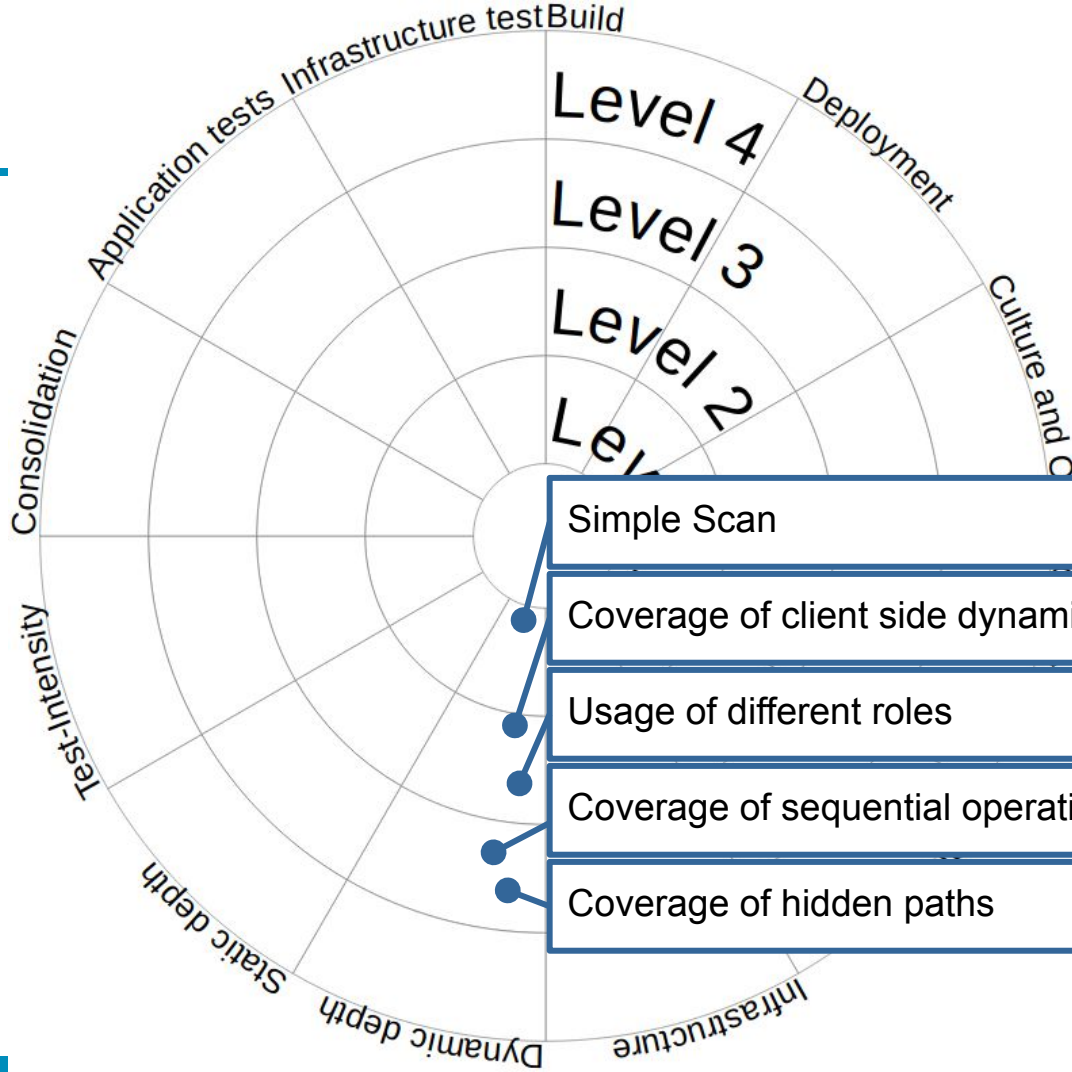 Infrastructure test
Build
Deployment
Culture and
Application tests
Consolidation
Test-Intensity
Static depth
Dynamic depth
Infrastructure
Level 4
Level 3
Level 2
Simple Scan
Coverage of client side
Usage of different roles
Coverage of sequential
Coverage of hidden paths